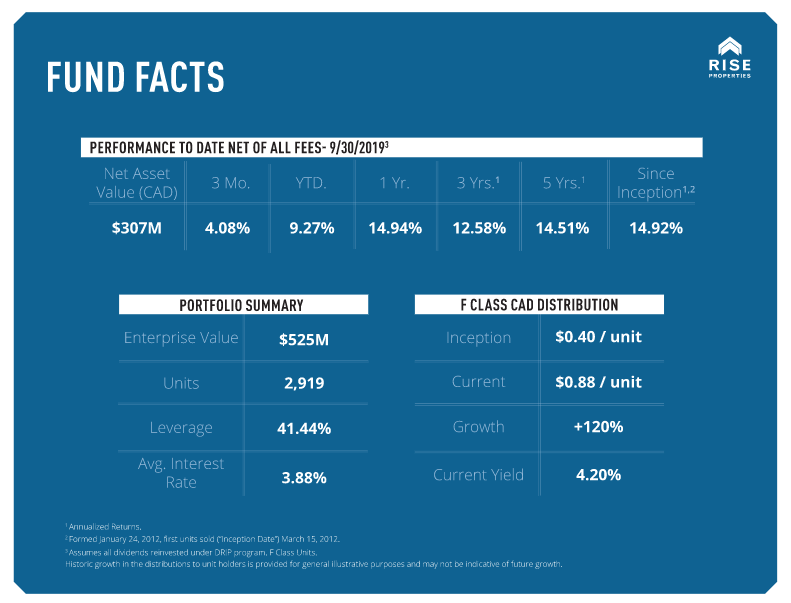 FUND FACTS
RISE
PROPERTIES
PERFORMANCE TO DATE NET OF ALL FEES- 9/30/2019³
Net Asset
Value (CAD)
3 Mo.
YTD.
1 Yr.
3 Yrs.¹
5 Yrs.¹
Since
Inception¹,²
$307M
4.08%
9.27%
14.94%
12.58%
14.51%
14.92%
PORTFOLIO SUMMARY
Enterprise Value
$525M
Units
2,919
Leverage
41.44%
Avg. Interest
Rate
3.88%
F CLASS CAD DISTRIBUTION
Inception
$0.40 / unit
Current
$0.88 / unit
Growth
+120%
Current Yield
4.20%
¹ Annualized Returns.
² Formed January 24, 2012, first units sold ("Inception Date") March 15, 2012.
³ Assumes all dividends reinvested under DRIP program, F Class Units.
Historic growth in the distributions to unit holders is provided for general illustrative purposes and may not be indicative of future growth.